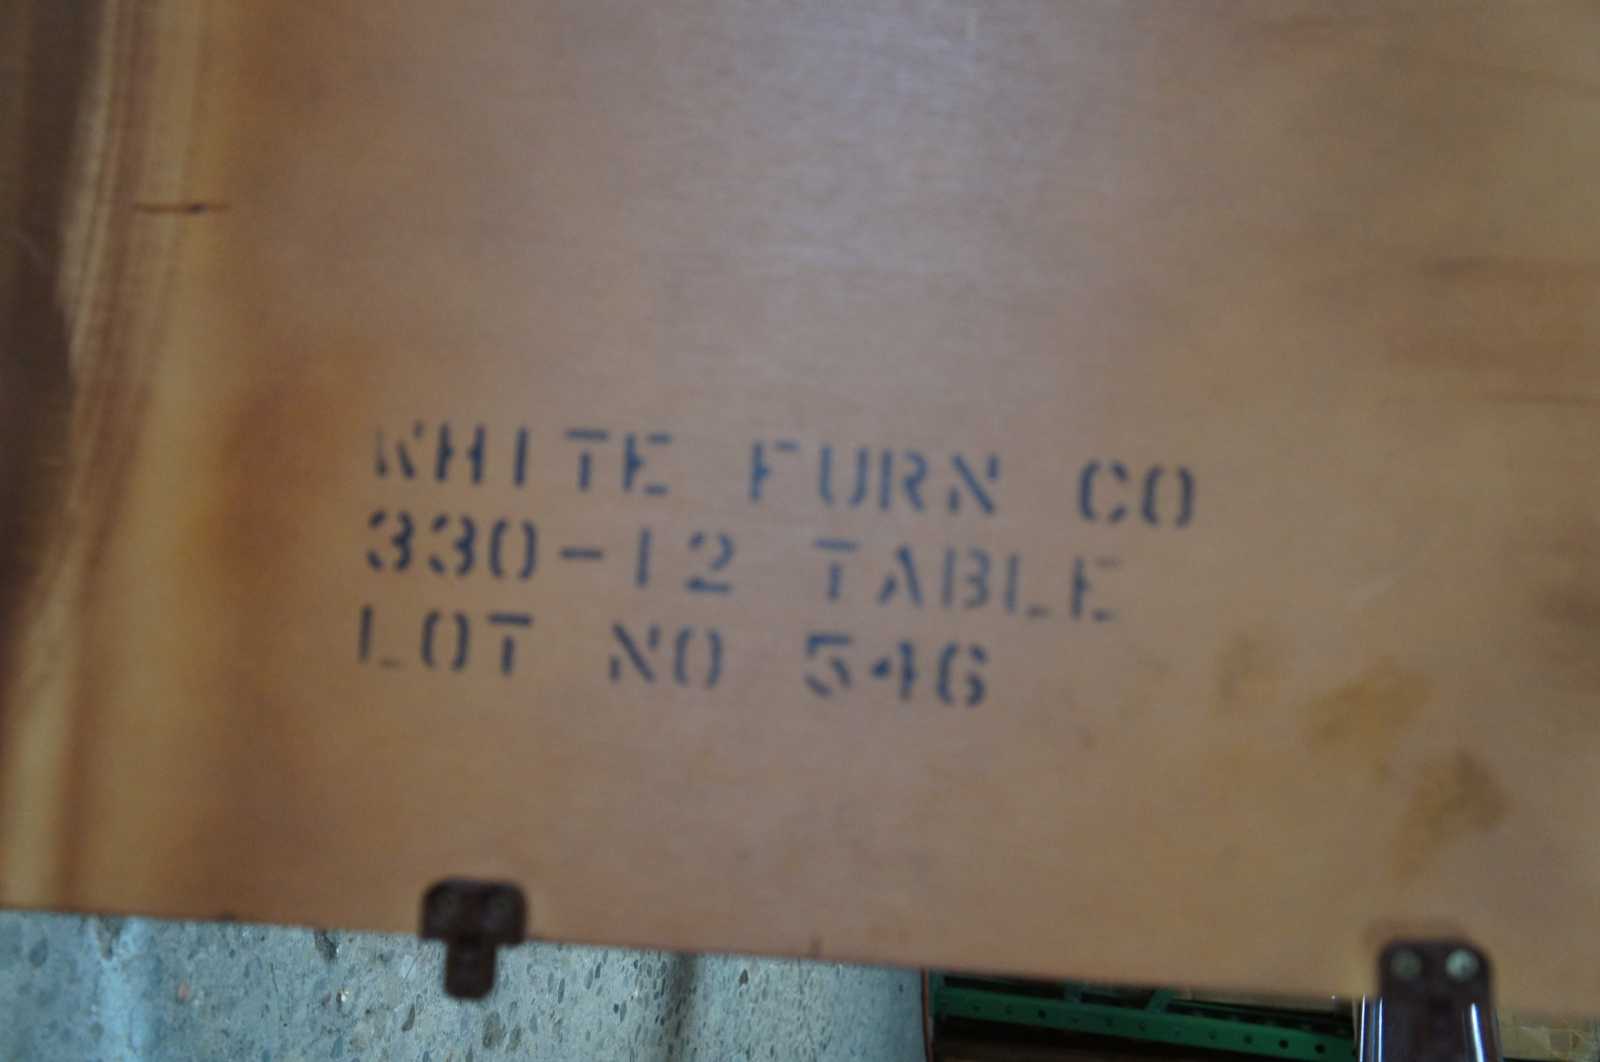 WHITE FURN CO
330-12 TABLE
LOT NO 546